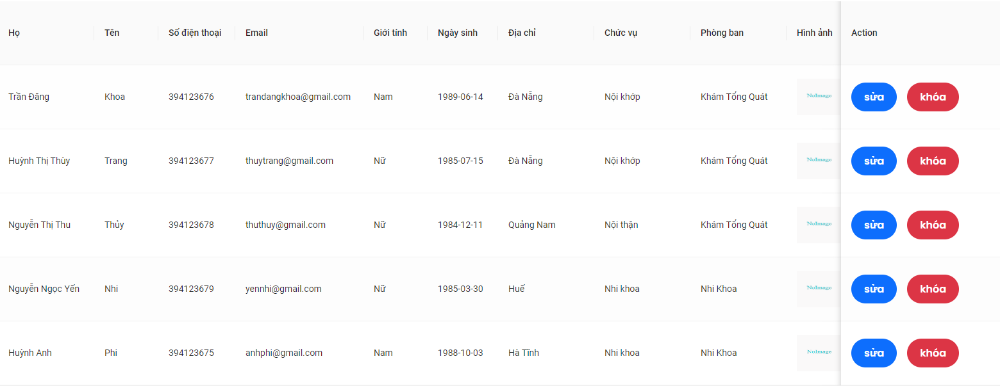 Họ Tên Số điện thoại Email Giới tính Ngày sinh Địa chỉ Chức vụ Phòng ban Hình ảnh Action
Trần Đăng Khoa 394123676 trandangkhoa@gmail.com Nam 1989-06-14 Đà Nẵng Nội khớp Khám Tổng Quát NoImage sửa khóa
Huỳnh Thị Thùy Trang 394123677 thuytrang@gmail.com Nữ 1985-07-15 Đà Nẵng Nội khớp Khám Tổng Quát NoImage sửa khóa
Nguyễn Thị Thu Thủy 394123678 thuthuy@gmail.com Nữ 1984-12-11 Quảng Nam Nội thận Khám Tổng Quát NoImage sửa khóa
Nguyễn Ngọc Yến Nhi 394123679 yennhi@gmail.com Nữ 1985-03-30 Huế Nhi khoa Nhi Khoa NoImage sửa khóa
Huỳnh Anh Phi 394123675 anhphi@gmail.com Nam 1988-10-03 Hà Tĩnh Nhi khoa Nhi Khoa NoImage sửa khóa